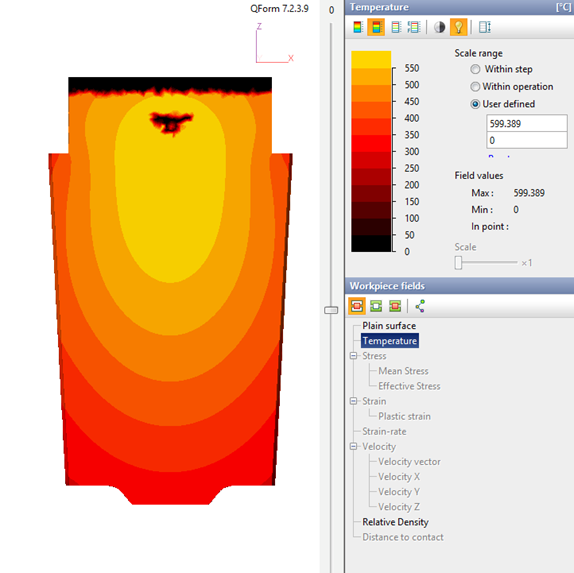 QForm 7.2.3.9
0
Z
X
Temperature [°C]
550
500
450
400
350
300
250
200
150
100
50
0
Scale range
Within step
Within operation
User defined
599.389
0
Field values
Max : 599.389
Min : 0
In point :
Scale
×1
Workpiece fields
Plain surface
Temperature
Stress
Mean Stress
Effective Stress
Strain
Plastic strain
Strain-rate
Velocity
Velocity vector
Velocity X
Velocity Y
Velocity Z
Relative Density
Distance to contact